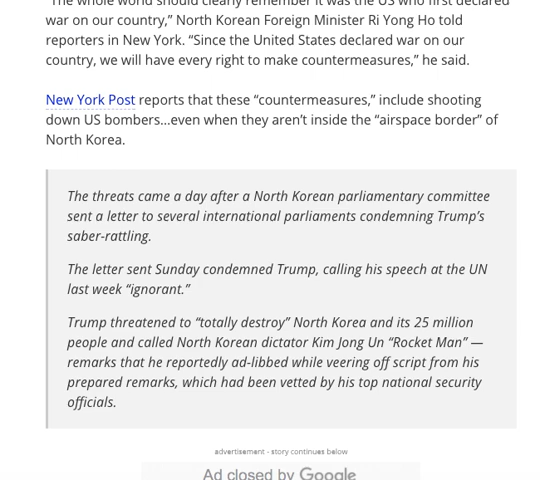 "The whole world should clearly remember it was the US who first declared
war on our country,” North Korean Foreign Minister Ri Yong Ho told
reporters in New York. “Since the United States declared war on our
country, we will have every right to make countermeasures,” he said.
New York Post reports that these “countermeasures,” include shooting
down US bombers…even when they aren’t inside the “airspace border” of
North Korea.
The threats came a day after a North Korean parliamentary committee
sent a letter to several international parliaments condemning Trump’s
saber-rattling.
The letter sent Sunday condemned Trump, calling his speech at the UN
last week “ignorant.”
Trump threatened to “totally destroy” North Korea and its 25 million
people and called North Korean dictator Kim Jong Un “Rocket Man” —
remarks that he reportedly ad-libbed while veering off script from his
prepared remarks, which had been vetted by his top national security
officials.
advertisement - story continues below
Ad closed by Google